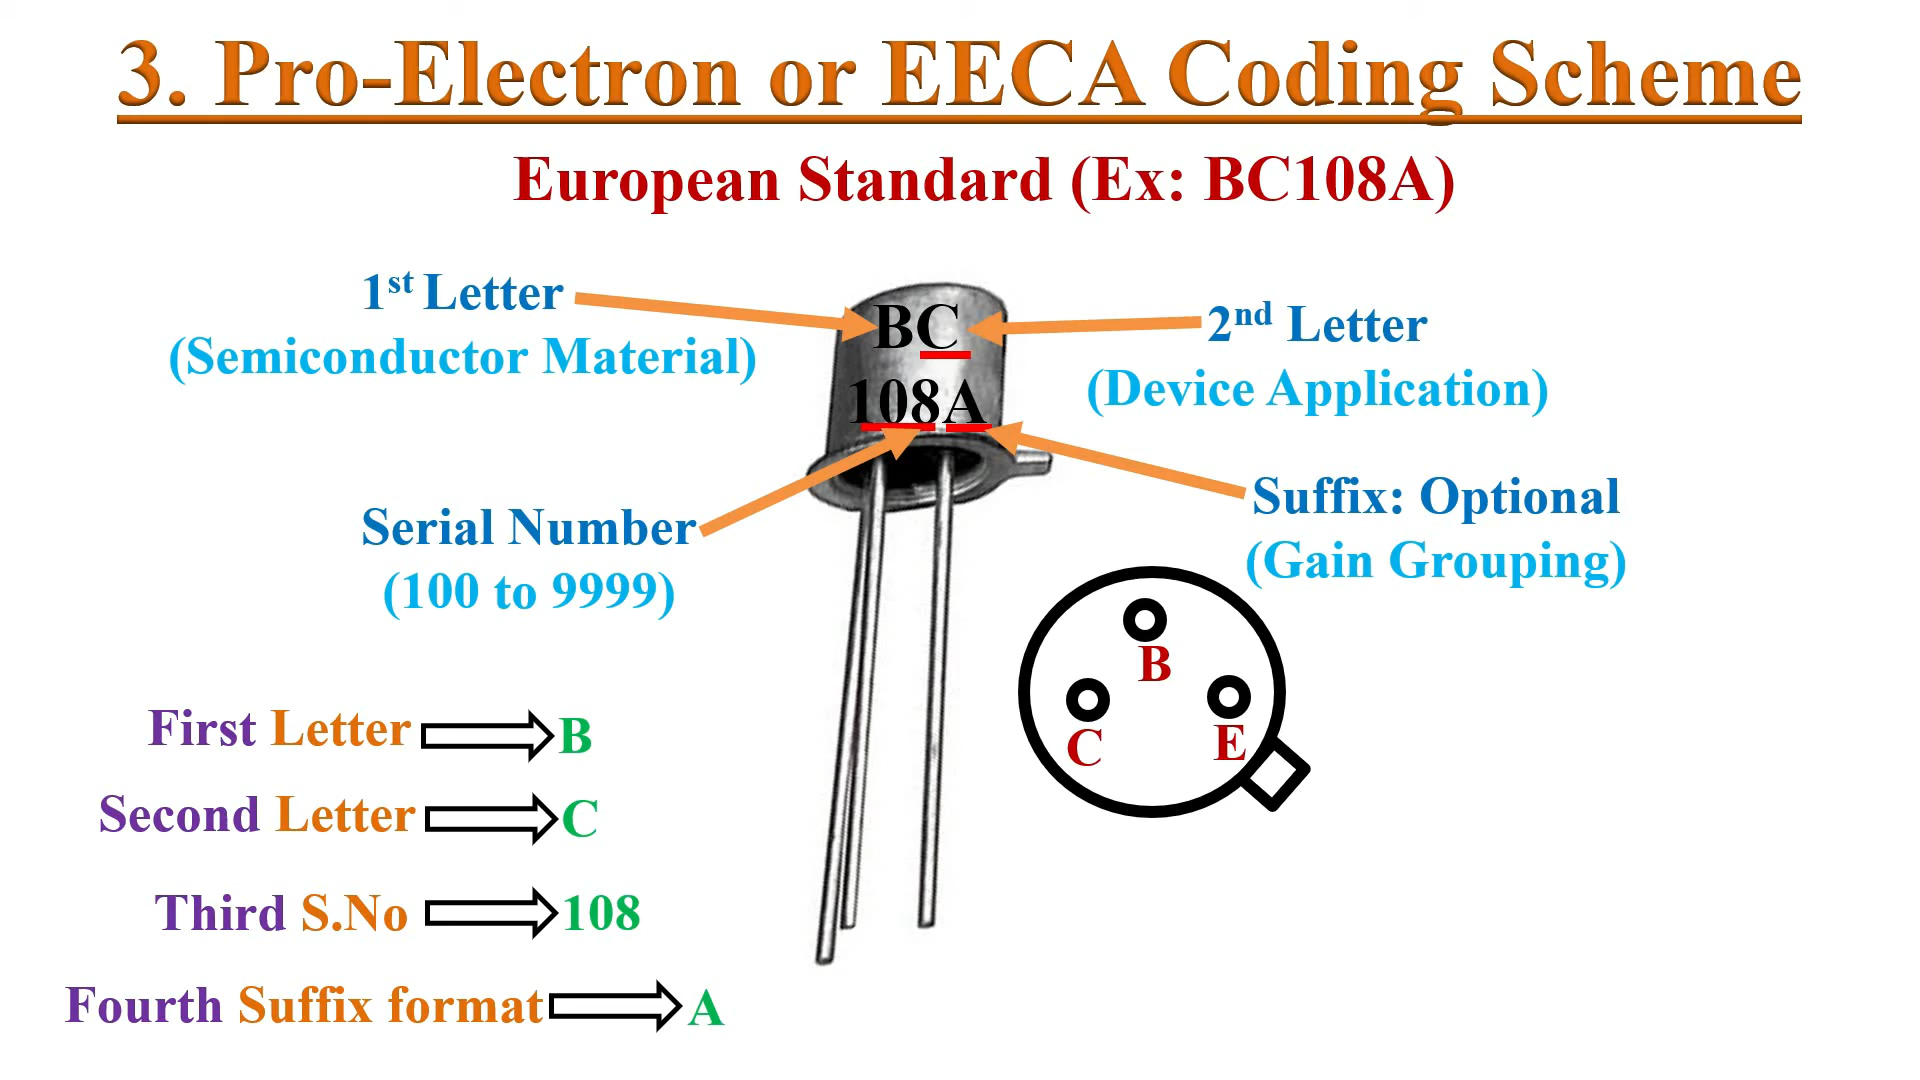 3. Pro-Electron or EECA Coding Scheme
European Standard (Ex: BC108A)
1st Letter
(Semiconductor Material)
BC
108A
2nd Letter
(Device Application)
Serial Number
(100 to 9999)
Suffix: Optional
(Gain Grouping)
B
C
E
First Letter B
Second Letter C
Third S.No 108
Fourth Suffix format A